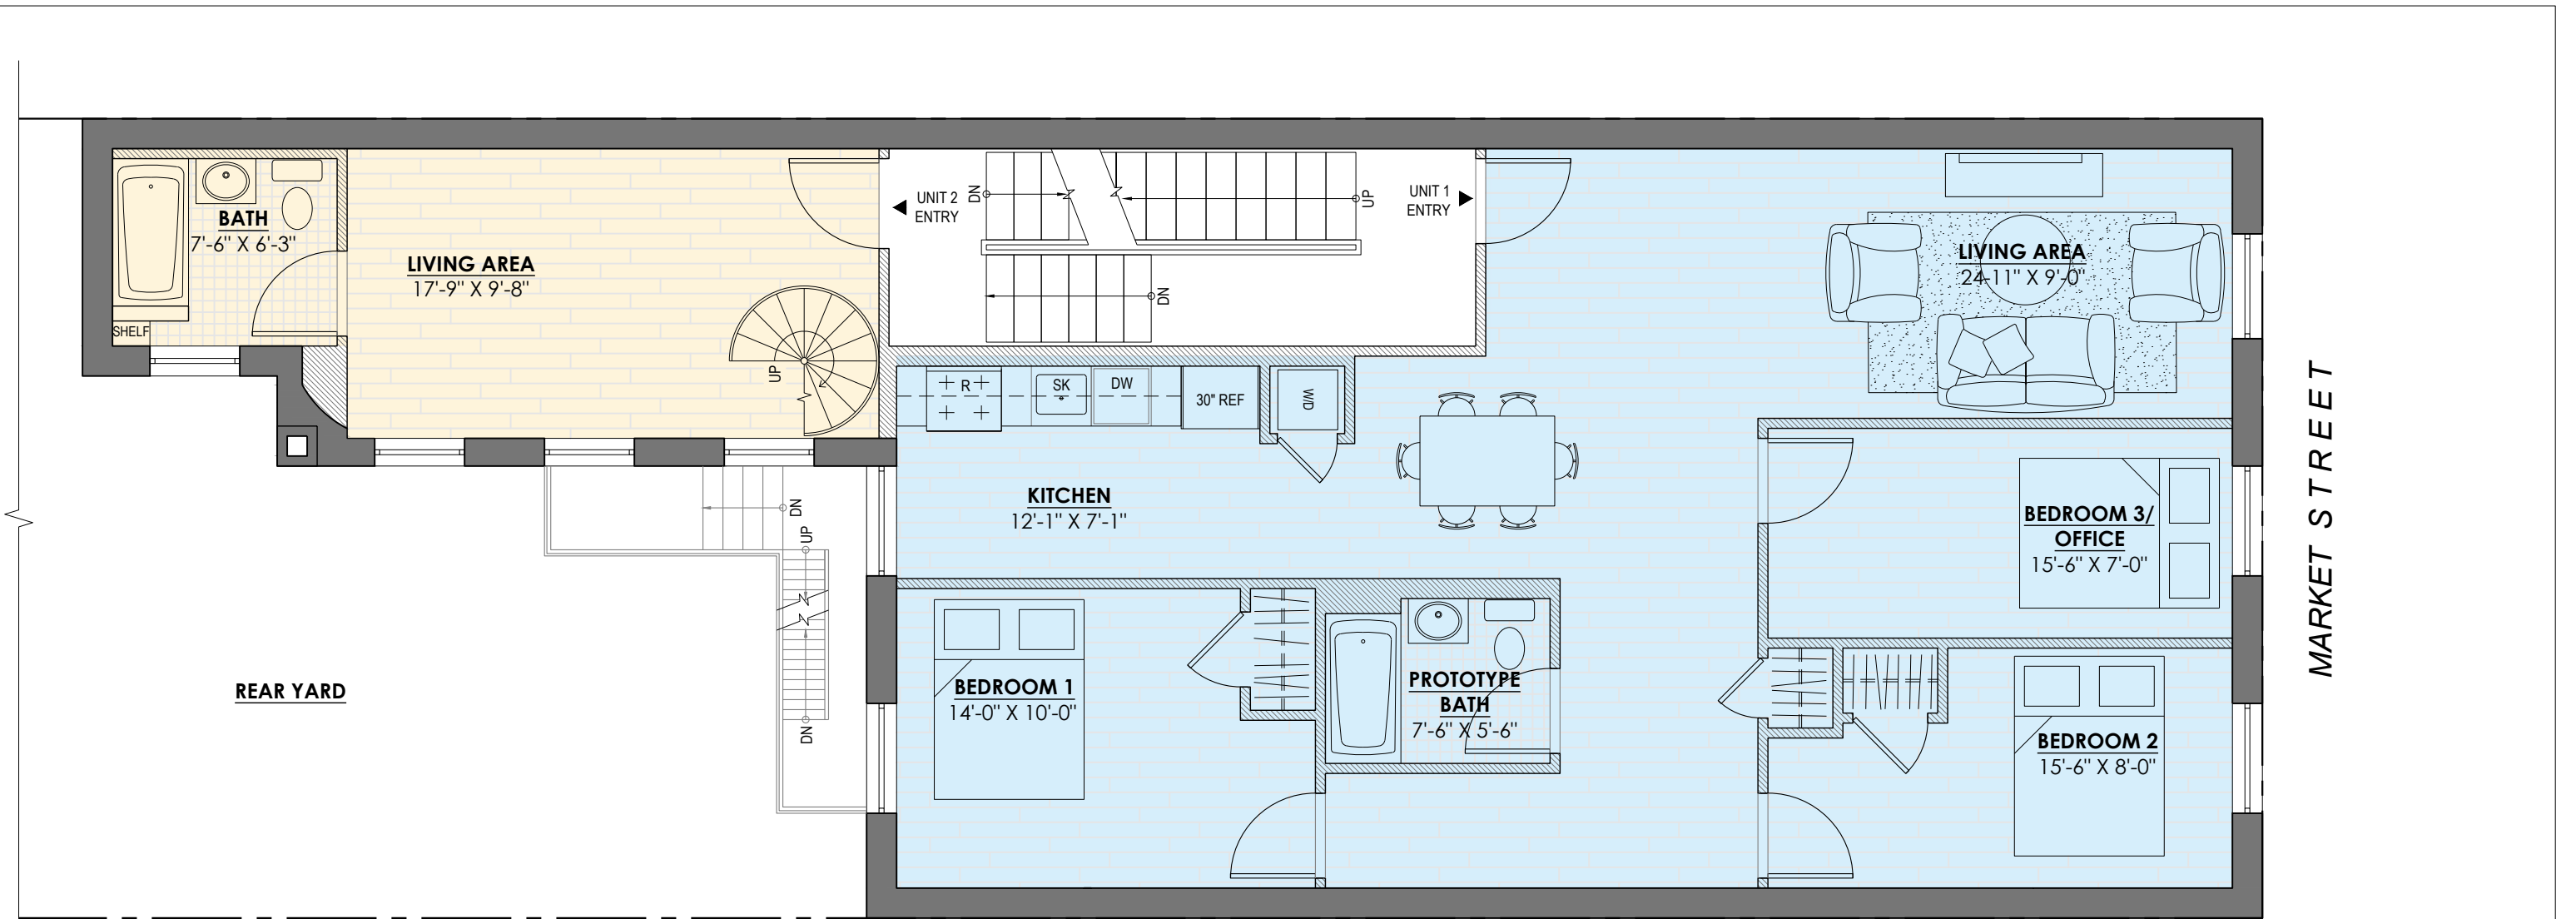 BATH
7'-6" X 6'-3"
SHELF
LIVING AREA
17'-9" X 9'-8"
UP
UNIT 2
ENTRY
DN
UP
DN
UNIT 1
ENTRY
LIVING AREA
24-11" X 9'-0"
R
SK
DW
30" REF
W/D
KITCHEN
12'-1" X 7'-1"
BEDROOM 3/
OFFICE
15'-6" X 7'-0"
MARKET STREET
DN
UP
DN
REAR YARD
BEDROOM 1
14'-0" X 10'-0"
PROTOTYPE
BATH
7'-6" X 5'-6"
BEDROOM 2
15'-6" X 8'-0"